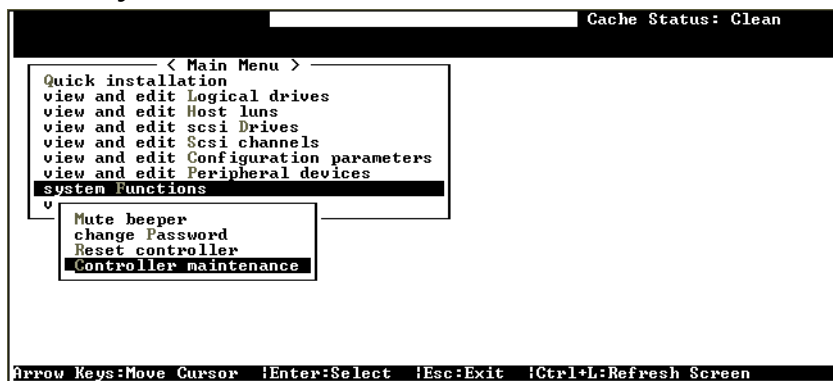 Cache Status: Clean
< Main Menu >
Quick installation
view and edit Logical drives
view and edit Host luns
view and edit scsi Drives
view and edit Scsi channels
view and edit Configuration parameters
view and edit Peripheral devices
system Functions
v
Mute beeper
change Password
Reset controller
Controller maintenance
Arrow Keys:Move Cursor |Enter:Select |Esc:Exit |Ctrl+L:Refresh Screen